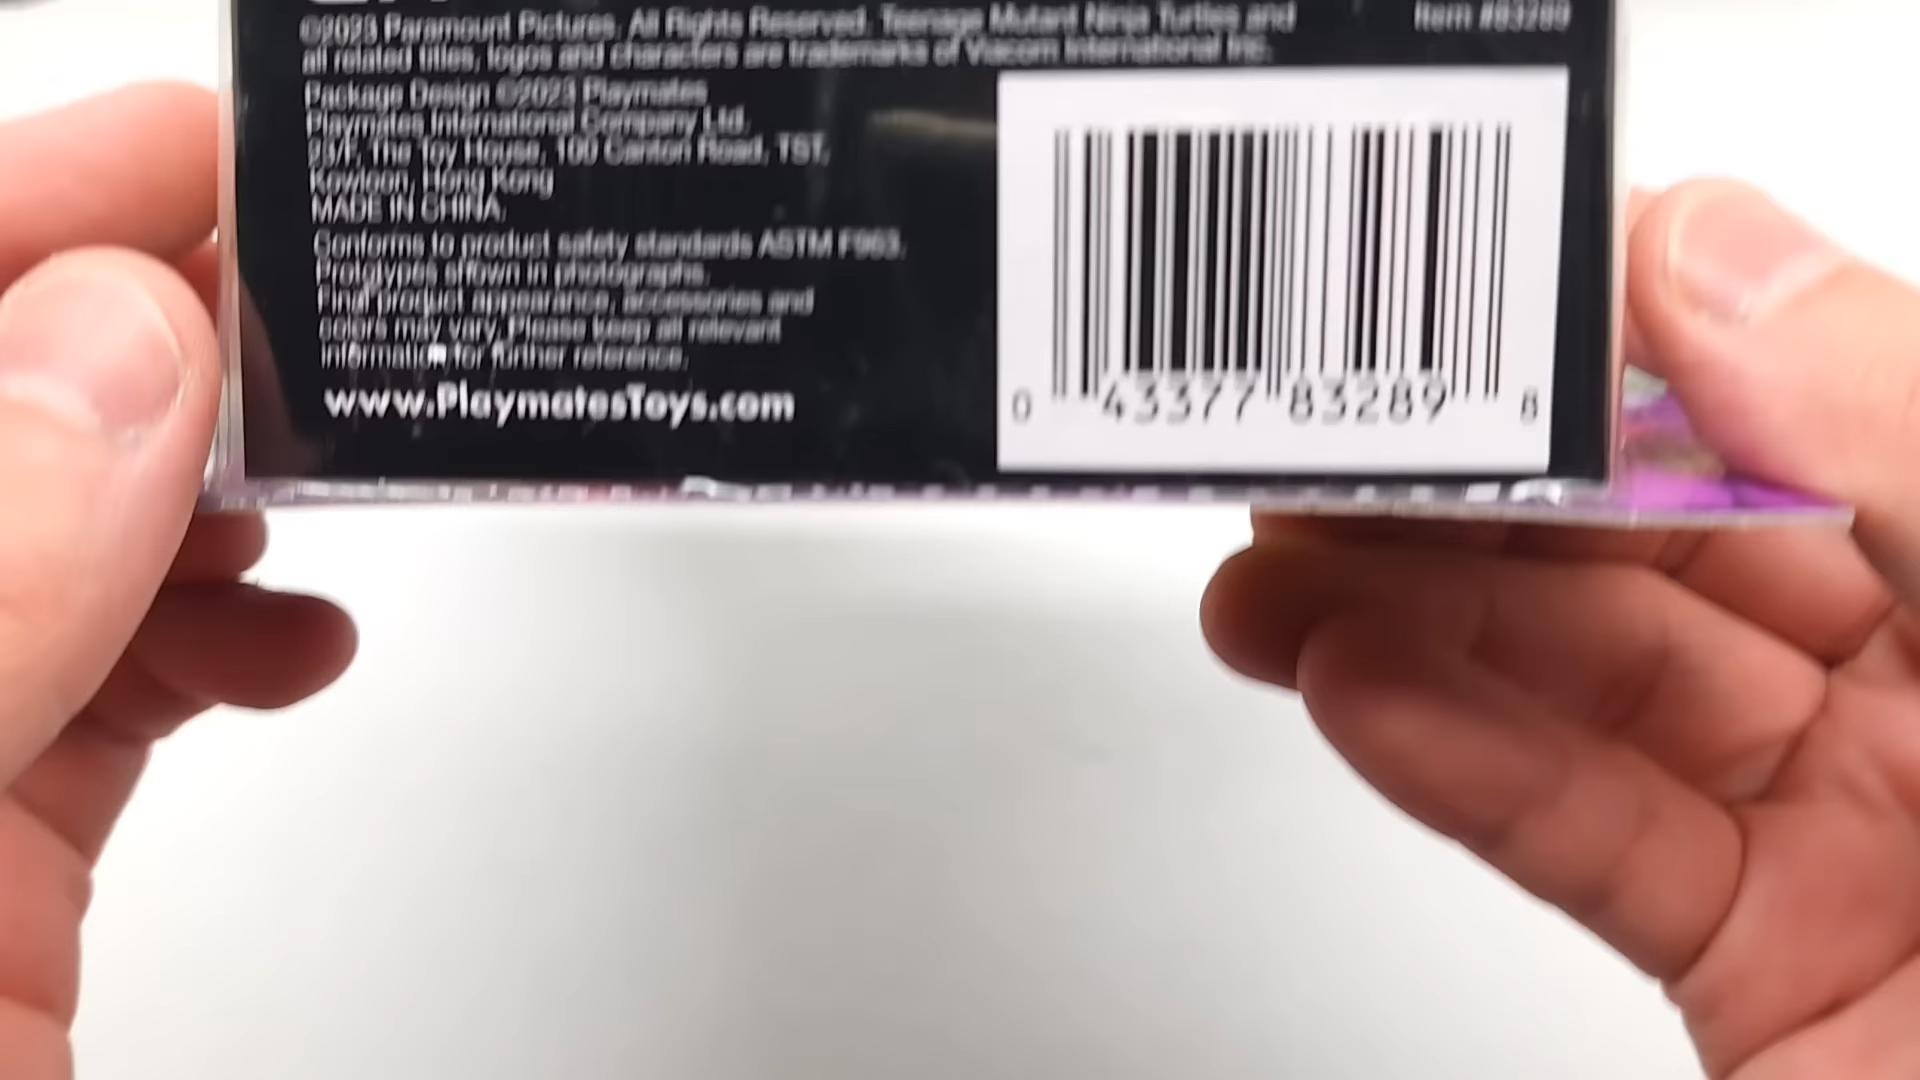 ©2023 Paramount Pictures. All Rights Reserved. Teenage Mutant Ninja Turtles and
all related titles, logos and characters are trademarks of Viacom International Inc.
Item #83289
Package Design ©2023 Playmates
Playmates International Company Ltd.
23/F, The Toy House, 100 Canton Road, TST,
Kowloon, Hong Kong
MADE IN CHINA.
Conforms to product safety standards ASTM F963.
Prototypes shown in photographs.
Final product appearance, accessories and
colors may vary. Please keep all relevant
information for further reference.
www.PlaymatesToys.com
0 43377 83289 8